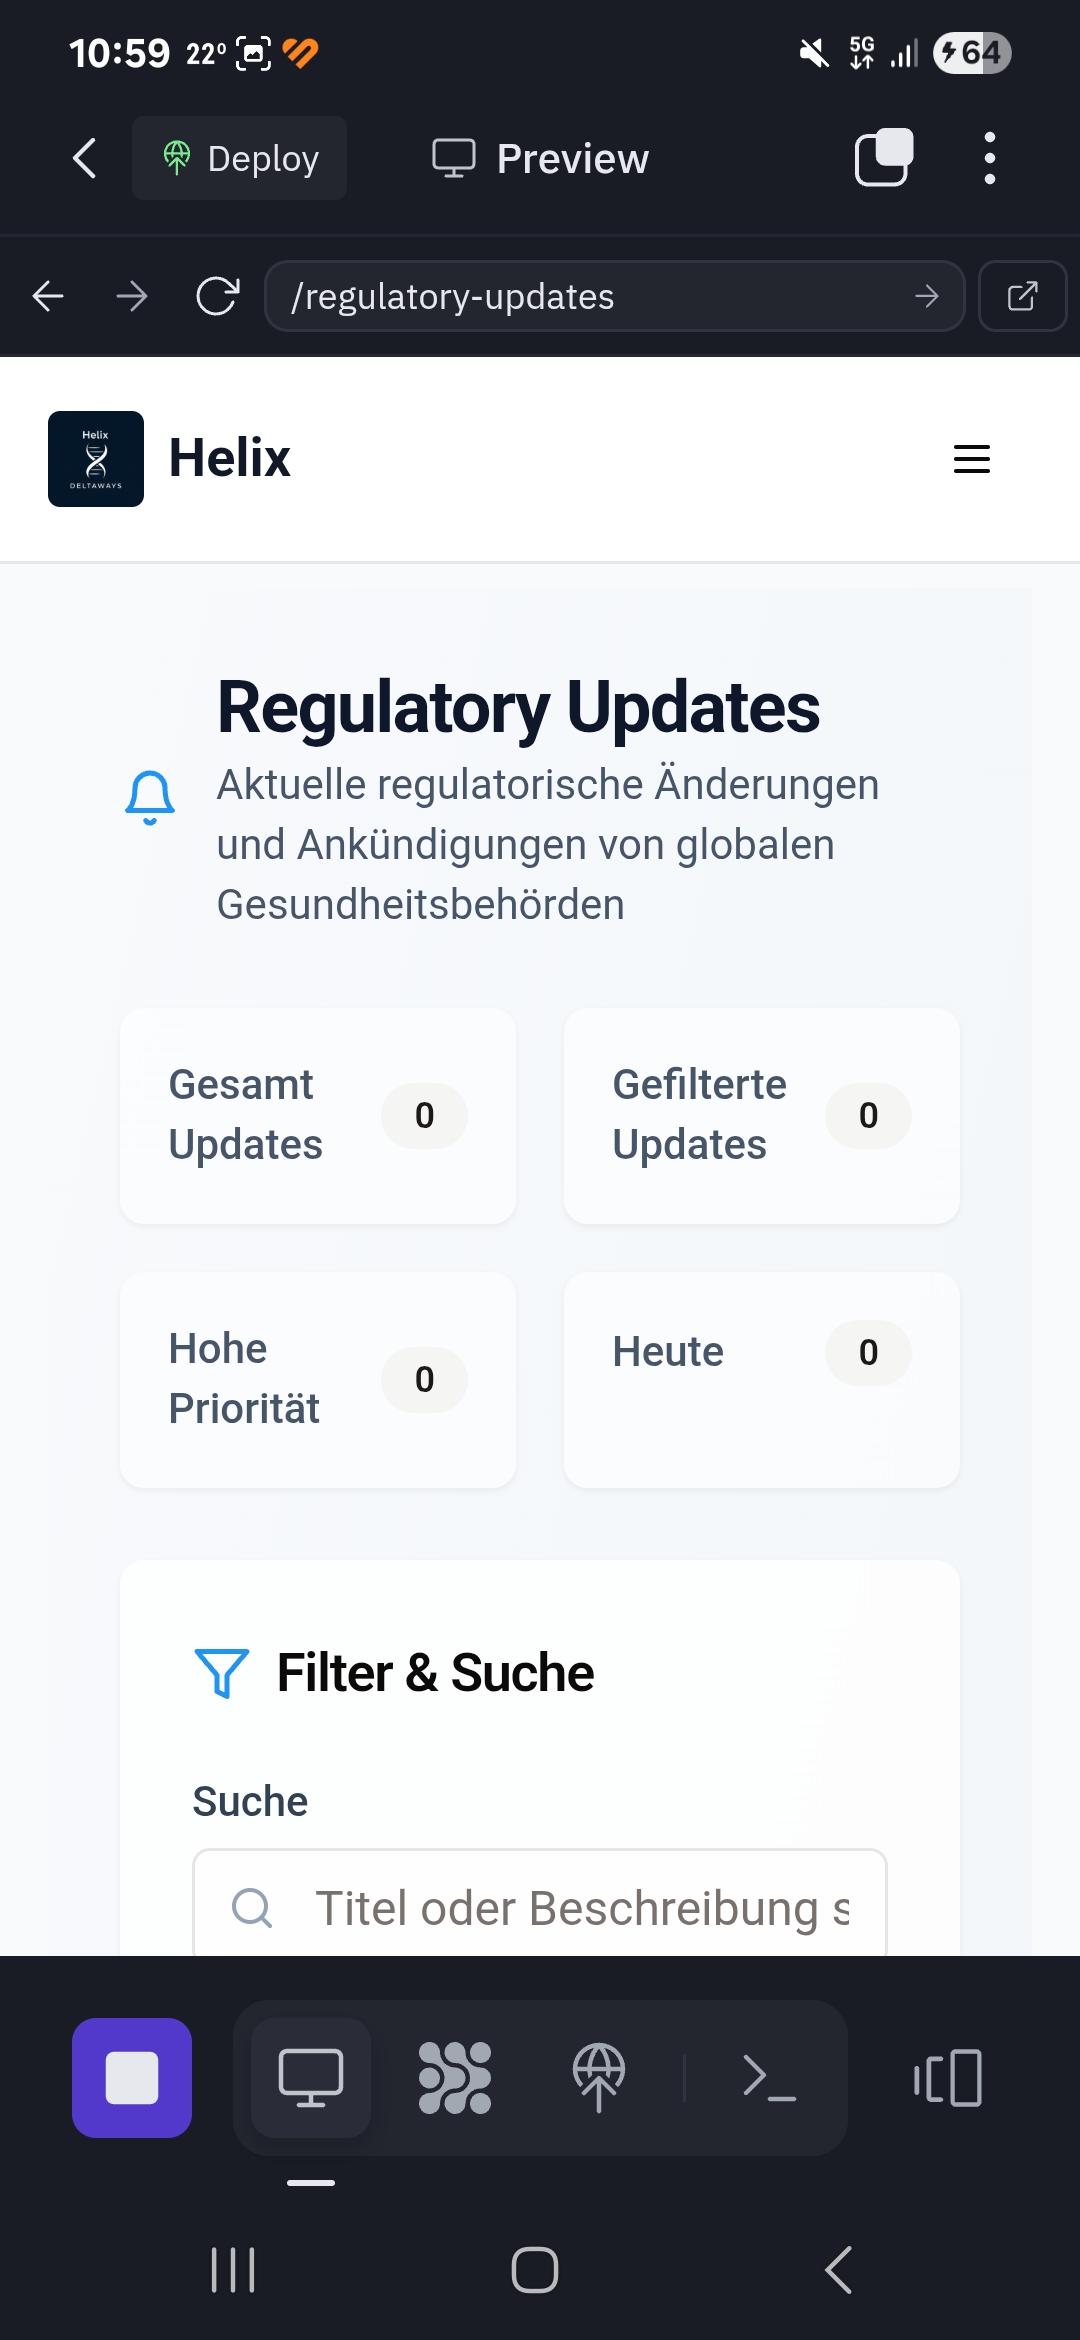 10:59 22° 5G 64
Deploy Preview
/regulatory-updates
Helix
DELTAWAYS
Helix
Regulatory Updates
Aktuelle regulatorische Änderungen
und Ankündigungen von globalen
Gesundheitsbehörden
Gesamt
Updates
0
Gefilterte
Updates
0
Hohe
Priorität
0
Heute
0
Filter & Suche
Suche
Titel oder Beschreibung s